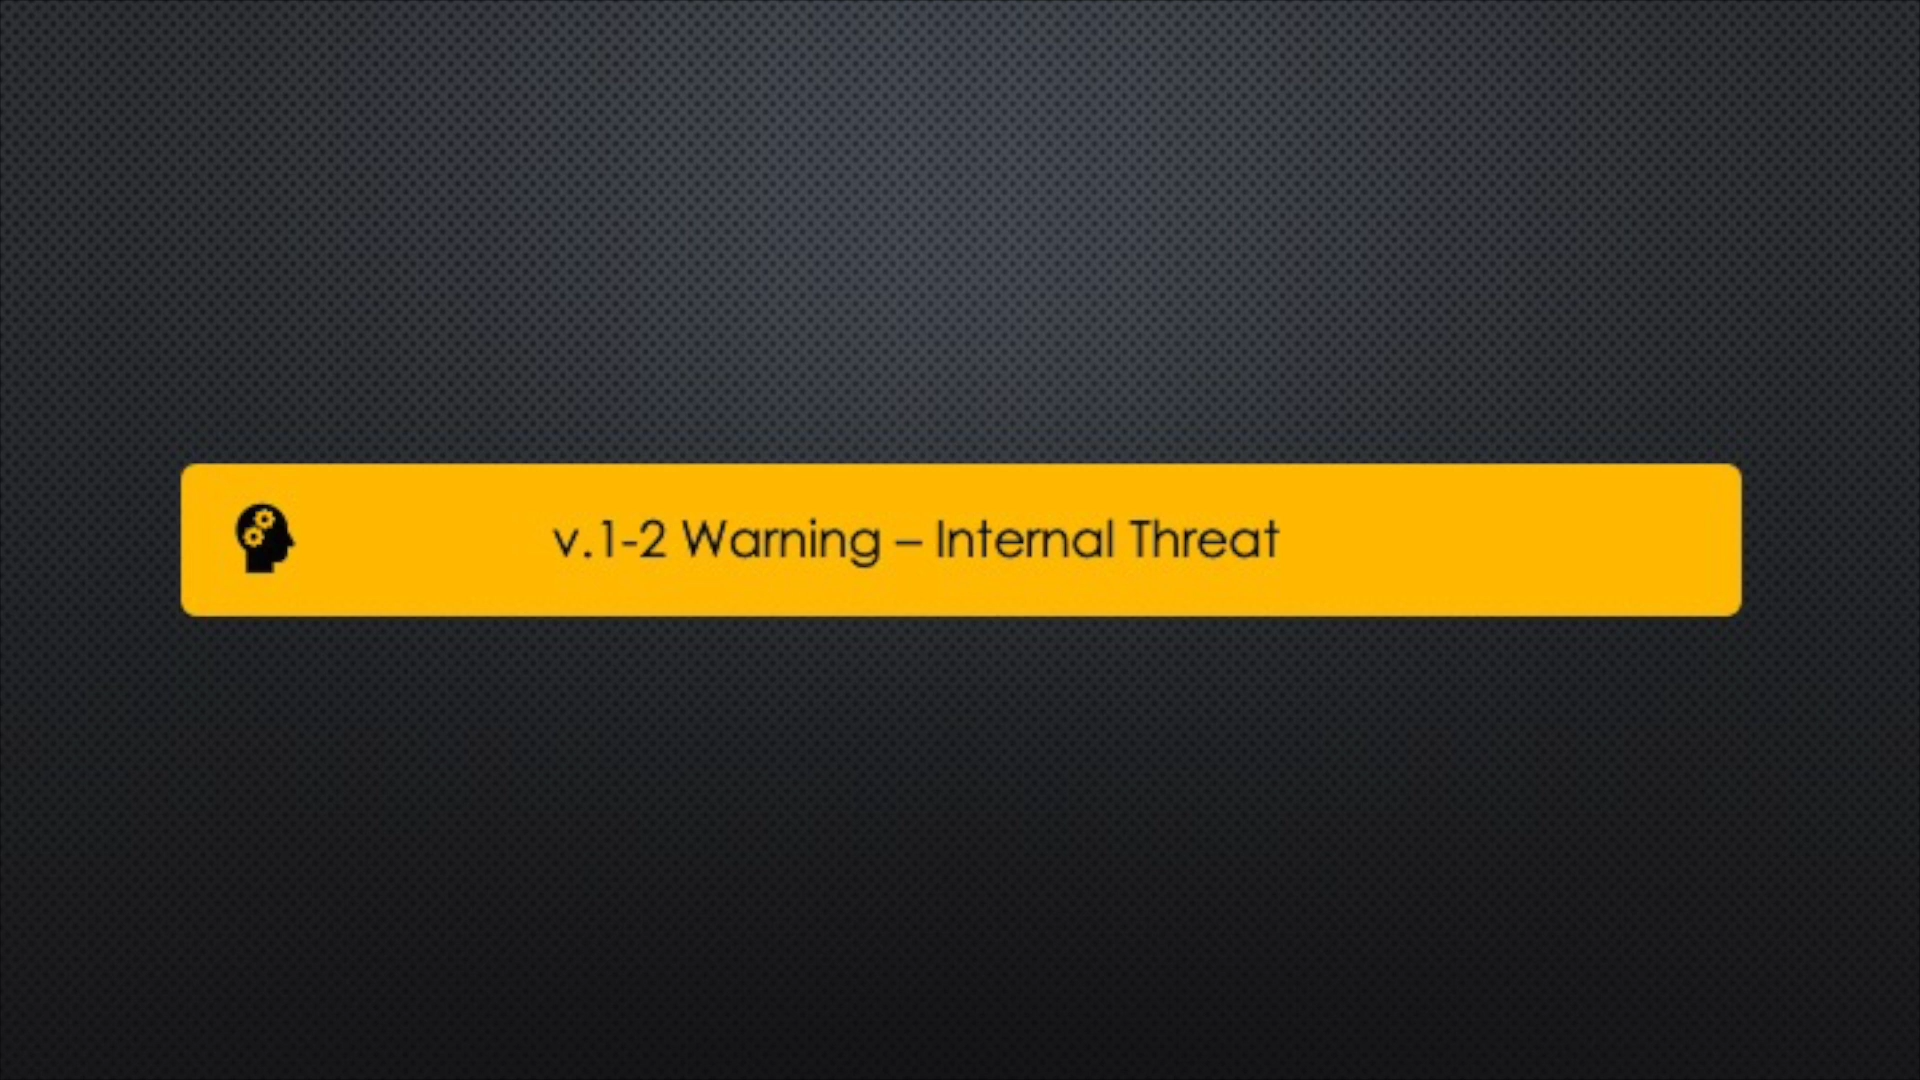 v.1-2 Warning – Internal Threat